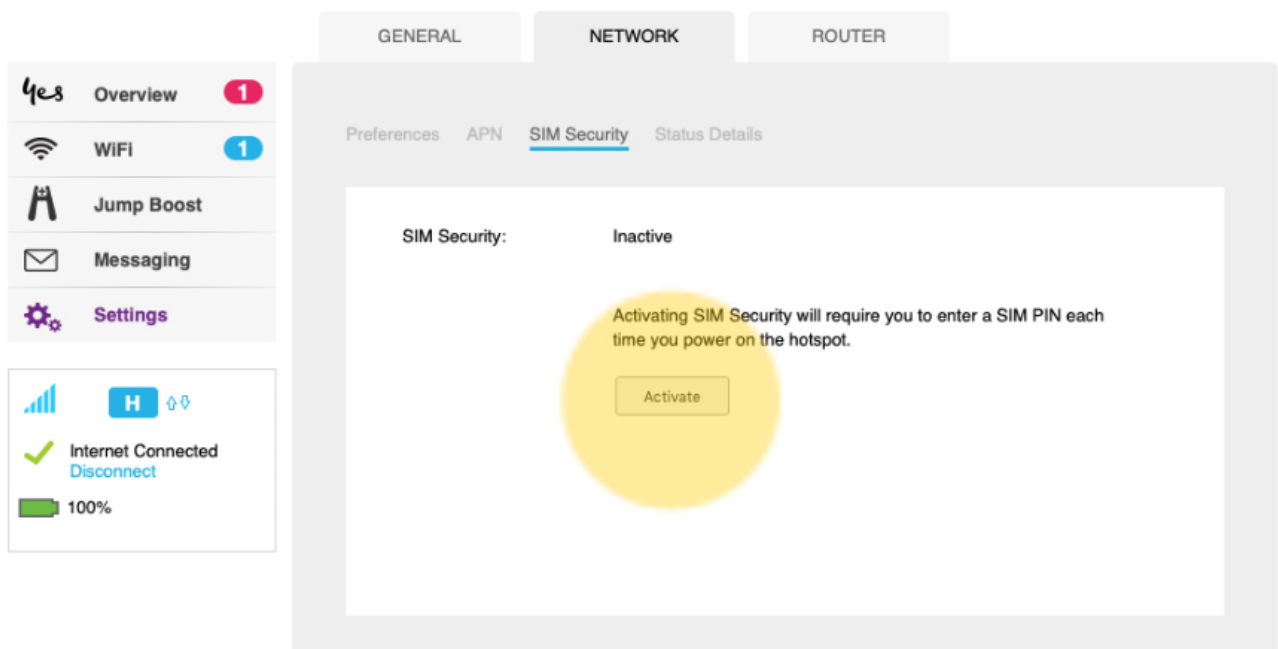 GENERAL
NETWORK
ROUTER
yes Overview 1
WiFi 1
Jump Boost
Messaging
Settings
H
Internet Connected
Disconnect
100%
Preferences APN SIM Security Status Details
SIM Security: Inactive
Activating SIM Security will require you to enter a SIM PIN each
time you power on the hotspot.
Activate